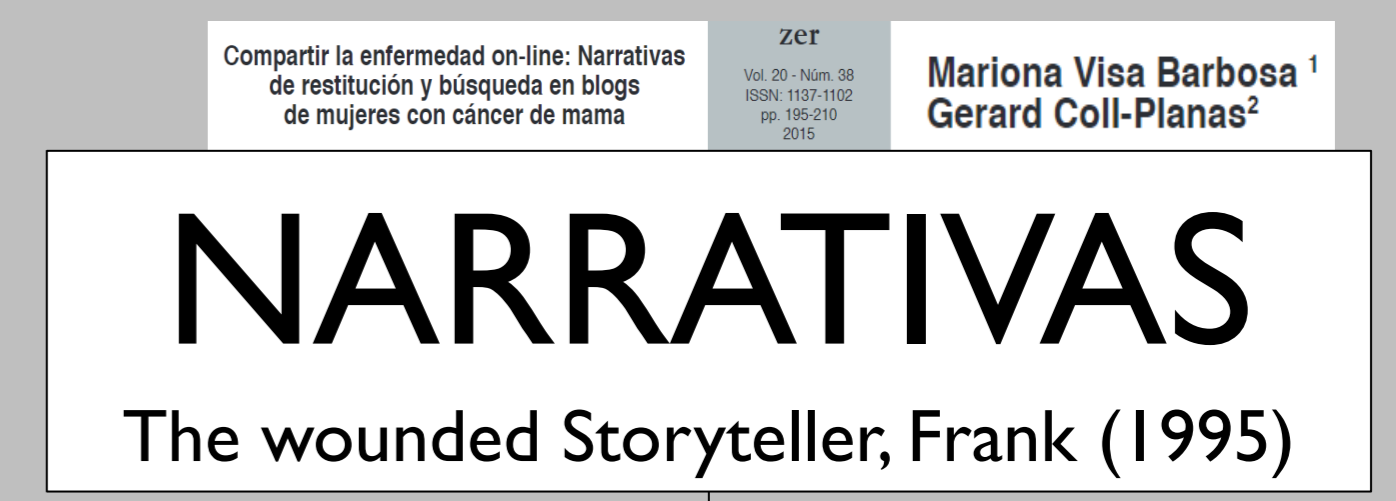 Compartir la enfermedad on-line: Narrativas
de restitución y búsqueda en blogs
de mujeres con cáncer de mama
zer
Vol. 20 - Núm. 38
ISSN: 1137-1102
pp. 195-210
2015
Mariona Visa Barbosa ¹
Gerard Coll-Planas²
NARRATIVAS
The wounded Storyteller, Frank (1995)